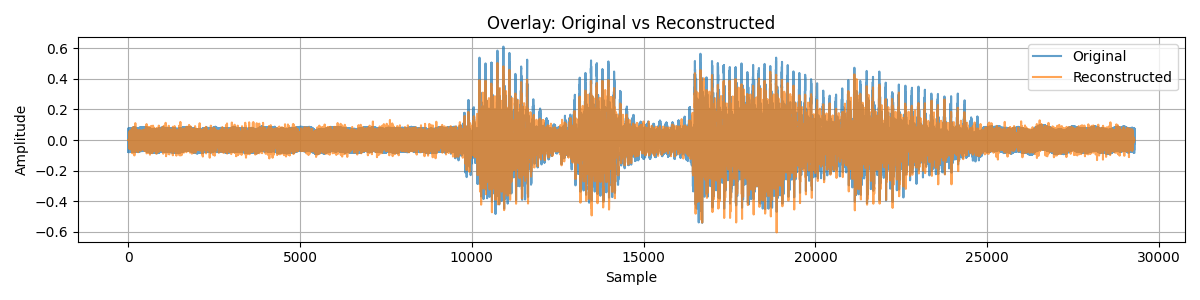 Overlay: Original vs Reconstructed
Original
Reconstructed
Amplitude
0.6
0.4
0.2
0.0
−0.2
−0.4
−0.6
0 5000 10000 15000 20000 25000 30000
Sample